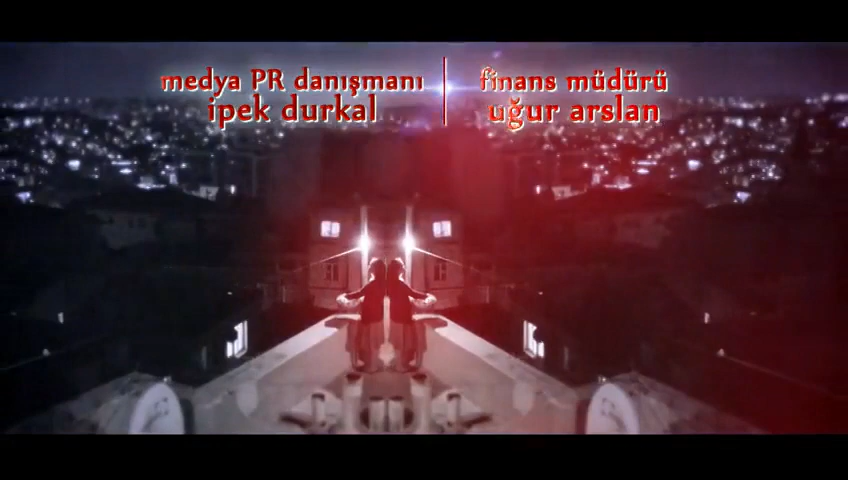 medya PR danışmanı
ipek durkal
finans müdürü
uğur arslan